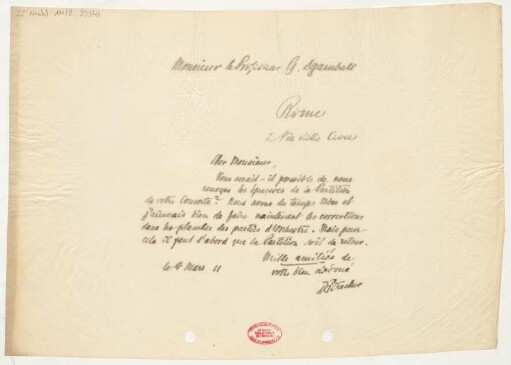 Monsieur le Professeur G. Sgambati
Rome
2 Via della Croce
Cher Monsieur,
Vous serait-il possible de nous
renvoyer les épreuves de la Partition
de votre Concerto? Nous avons du temps libre et
j'aimerais bien de faire maintenant les corrections
dans les planches des parties d'Orchestre. Mais pour
cela il faut d'abord que la Partition soit de retour.
Mille amitiés de
votre bien dévoué
le 4 Mars